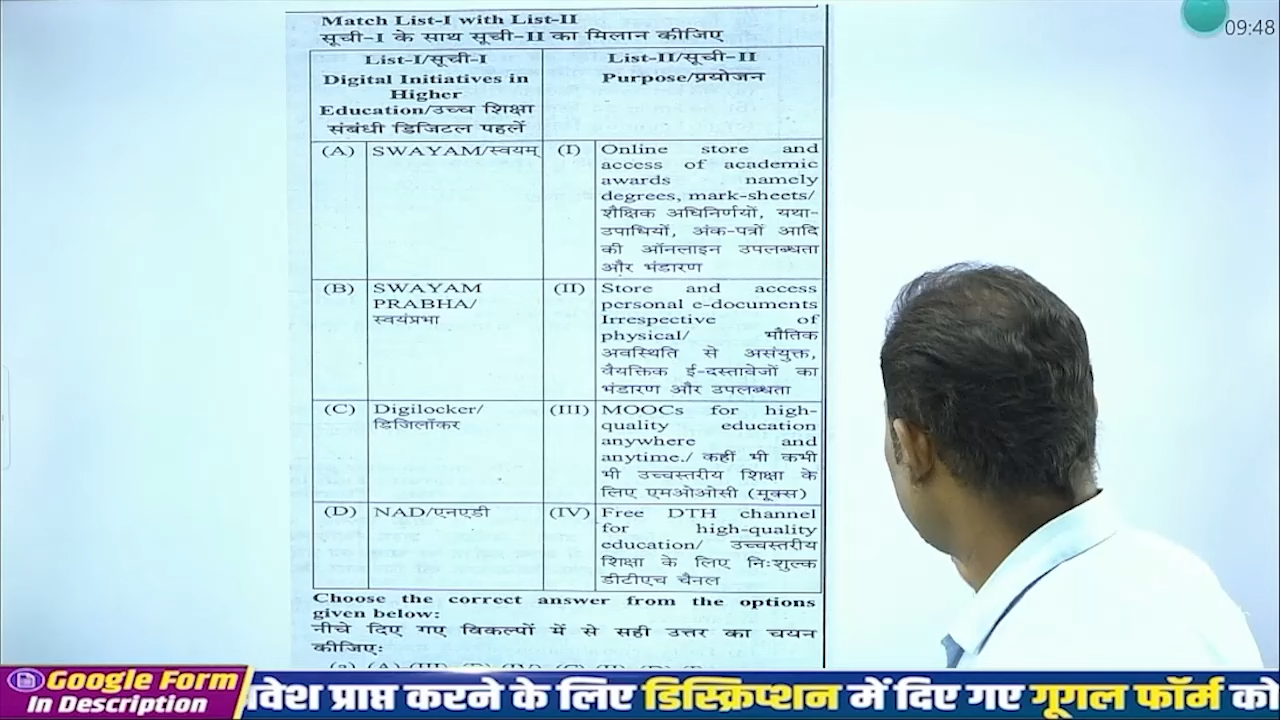 09:48
Match List-I with List-II
सूची-I के साथ सूची-II का मिलान कीजिए
List-I/सूची-I
Digital Initiatives in
Higher
Education/उच्च शिक्षा
संबंधी डिजिटल पहलें
List-II/सूची-II
Purpose/प्रयोजन
(A) SWAYAM/स्वयम्
(I) Online store and
access of academic
awards namely
degrees, mark-sheets/
शैक्षिक अधिनिर्णयों, यथा-
उपाधियों, अंक-पत्रों आदि
की ऑनलाइन उपलब्धता
और भंडारण
(B) SWAYAM
PRABHA/
स्वयंप्रभा
(II) Store and access
personal e-documents
Irrespective of
physical/ भौतिक
अवस्थिति से असंयुक्त,
वैयक्तिक ई-दस्तावेजों का
भंडारण और उपलब्धता
(C) Digilocker/
डिजिलॉकर
(III) MOOCs for high-
quality education
anywhere and
anytime./ कहीं भी कभी
भी उच्चस्तरीय शिक्षा के
लिए एमओओसी (मूक्स)
(D) NAD/एनएडी
(IV) Free DTH channel
for high-quality
education/ उच्चस्तरीय
शिक्षा के लिए निःशुल्क
डीटीएच चैनल
Choose the correct answer from the options
given below:
नीचे दिए गए विकल्पों में से सही उत्तर का चयन
कीजिए:
Google Form
In Description
प्राप्त करने के लिए डिस्क्रिप्शन में दिए गए गूगल फॉर्म को